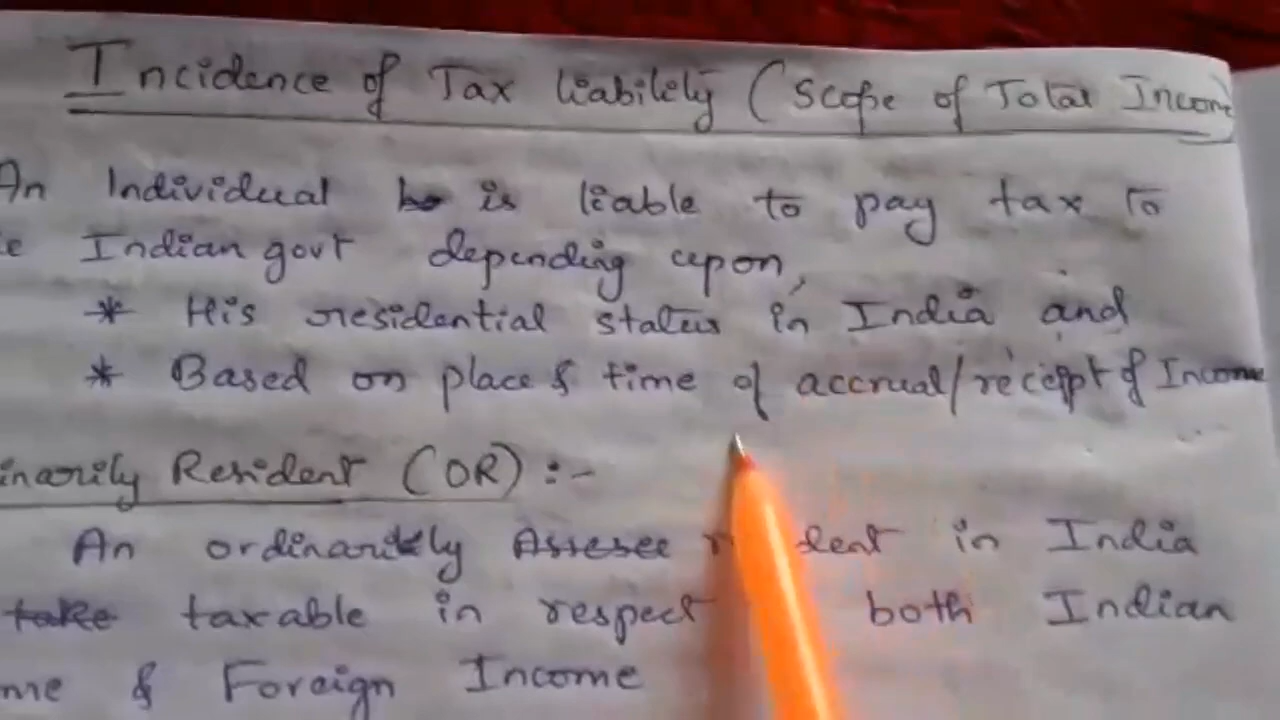 Incidence of Tax liability (Scope of Total Income)
An Individual is liable to pay tax to
Indian govt depending upon,
* His residential status in India and
* Based on place & time of accrual/receipt of Income
inarily Resident (OR) :-
An ordinarily Assesee dent in India
take taxable in respect both Indian
me & Foreign Income